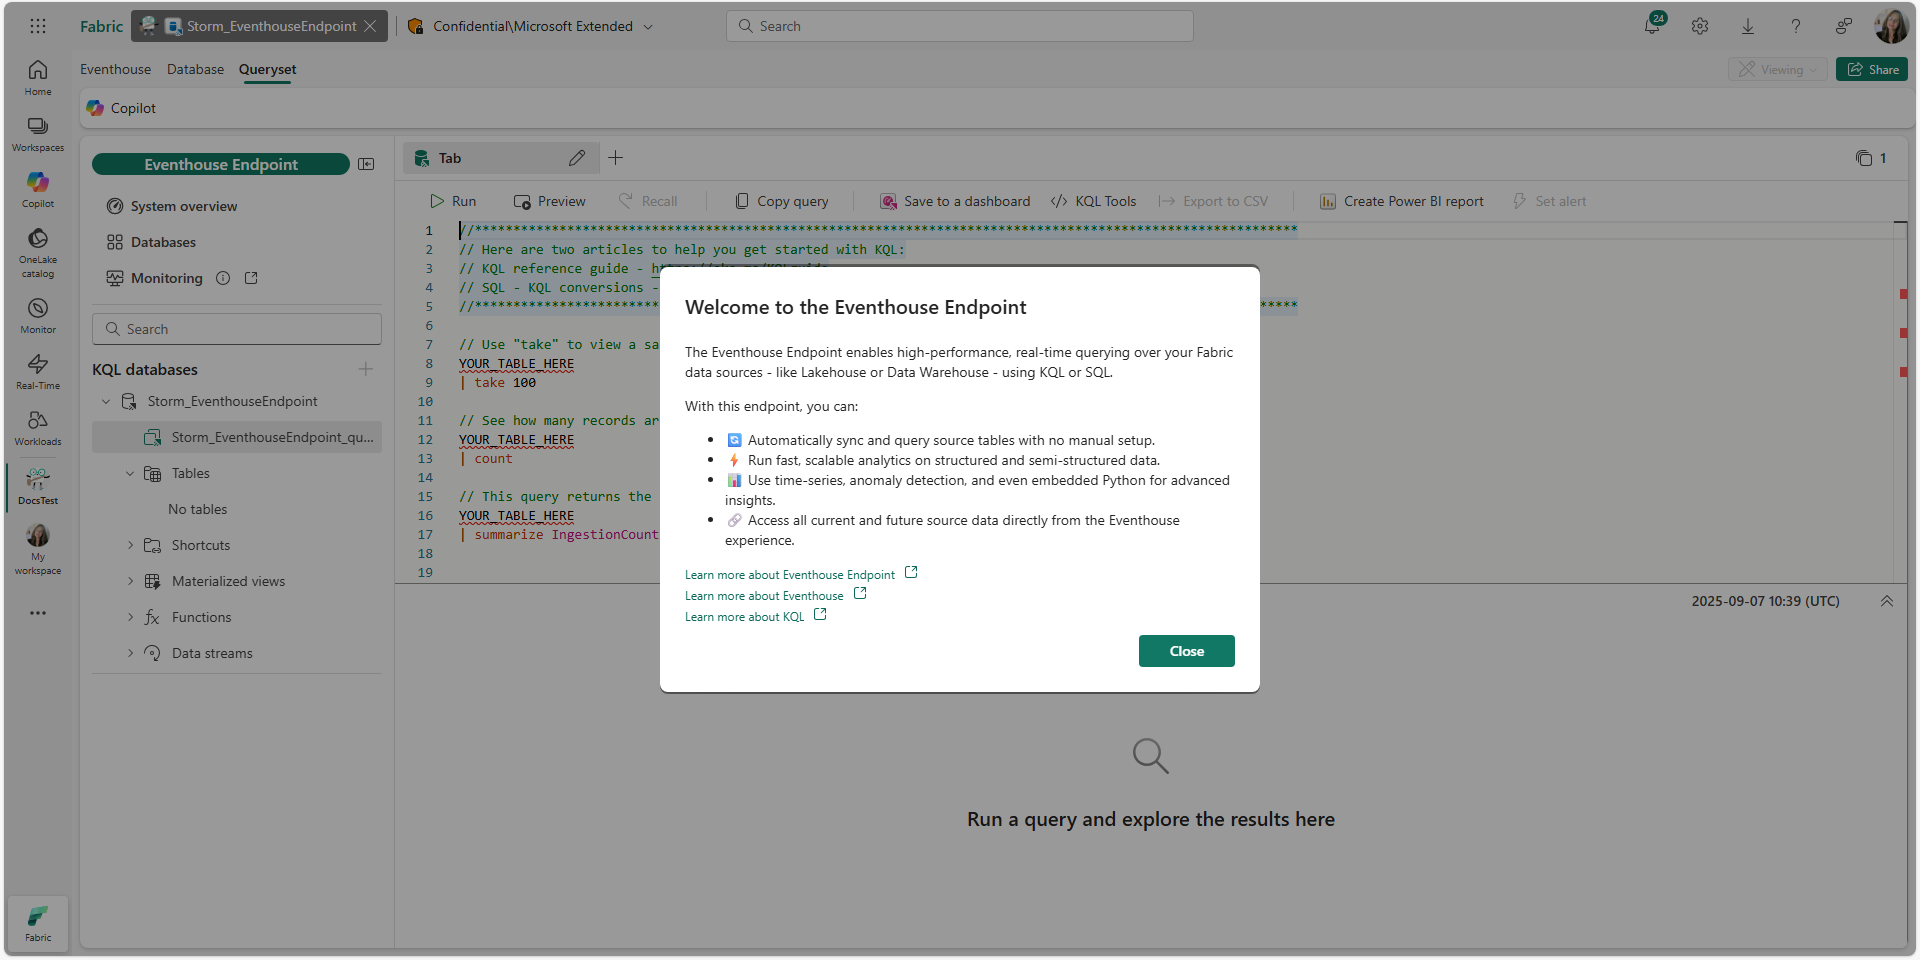 Fabric
Storm_EventhouseEndpoint
Confidential\Microsoft Extended
Search
24
Home
Workspaces
Copilot
OneLake
catalog
Monitor
Real-Time
Workloads
DocsTest
My
workspace
Fabric
Eventhouse
Database
Queryset
Viewing
Share
Copilot
Eventhouse Endpoint
System overview
Databases
Monitoring
Search
KQL databases
Storm_EventhouseEndpoint
Storm_EventhouseEndpoint_qu...
Tables
No tables
Shortcuts
Materialized views
Functions
Data streams
Tab
1
Run
Preview
Recall
Copy query
Save to a dashboard
KQL Tools
Export to CSV
Create Power BI report
Set alert
1
2 // Here are two articles to help you get started with KQL:
3 // KQL reference guide -
4 // SQL - KQL conversions -
5
6
7 // Use "take" to view a sa
8 YOUR_TABLE_HERE
9 | take 100
10
11 // See how many records ar
12 YOUR_TABLE_HERE
13 | count
14
15 // This query returns the
16 YOUR_TABLE_HERE
17 | summarize IngestionCount
18
19
Welcome to the Eventhouse Endpoint
The Eventhouse Endpoint enables high-performance, real-time querying over your Fabric
data sources - like Lakehouse or Data Warehouse - using KQL or SQL.
With this endpoint, you can:
• 🔄 Automatically sync and query source tables with no manual setup.
• ⚡ Run fast, scalable analytics on structured and semi-structured data.
• 📊 Use time-series, anomaly detection, and even embedded Python for advanced
insights.
• 🔗 Access all current and future source data directly from the Eventhouse
experience.
Learn more about Eventhouse Endpoint
Learn more about Eventhouse
Learn more about KQL
Close
2025-09-07 10:39 (UTC)
Run a query and explore the results here